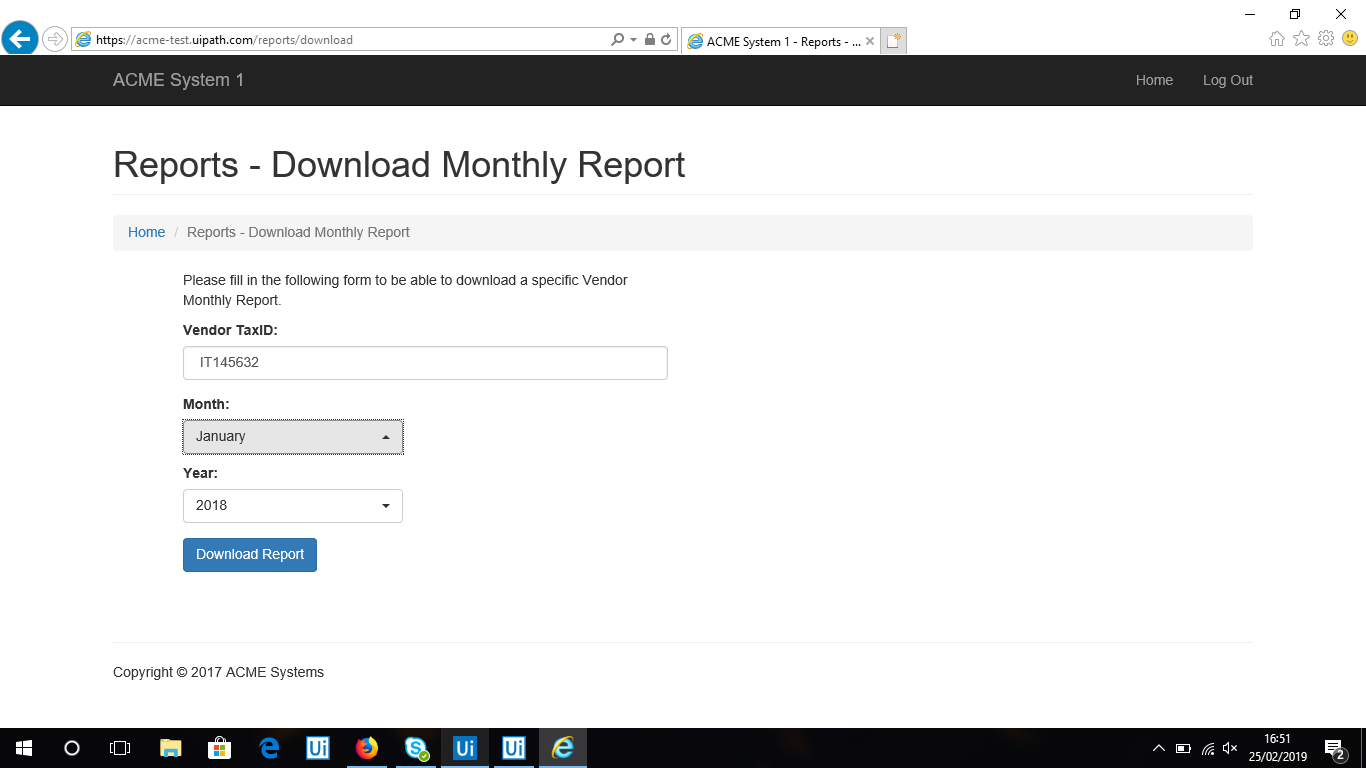 https://acme-test.uipath.com/reports/download
ACME System 1 - Reports - ...
ACME System 1
Home
Log Out
Reports - Download Monthly Report
Home / Reports - Download Monthly Report
Please fill in the following form to be able to download a specific Vendor
Monthly Report.
Vendor TaxID:
IT145632
Month:
January
Year:
2018
Download Report
Copyright © 2017 ACME Systems
Ui
Ui
Ui
16:51
25/02/2019
2